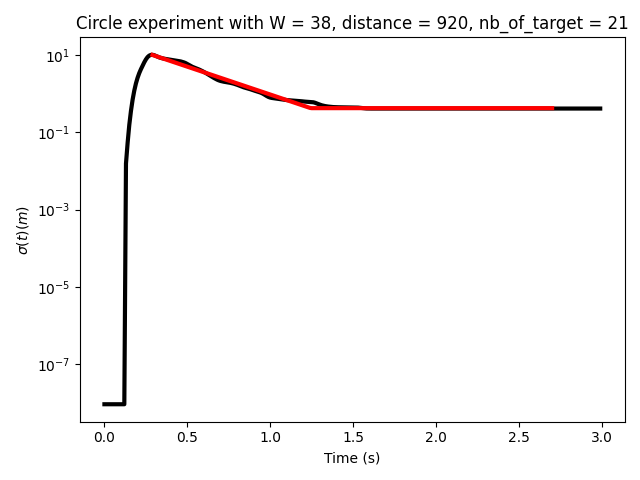 Circle experiment with W = 38, distance = 920, nb_of_target = 21
σ(t)(m)
10¹
10⁻¹
10⁻³
10⁻⁵
10⁻⁷
0.0 0.5 1.0 1.5 2.0 2.5 3.0
Time (s)